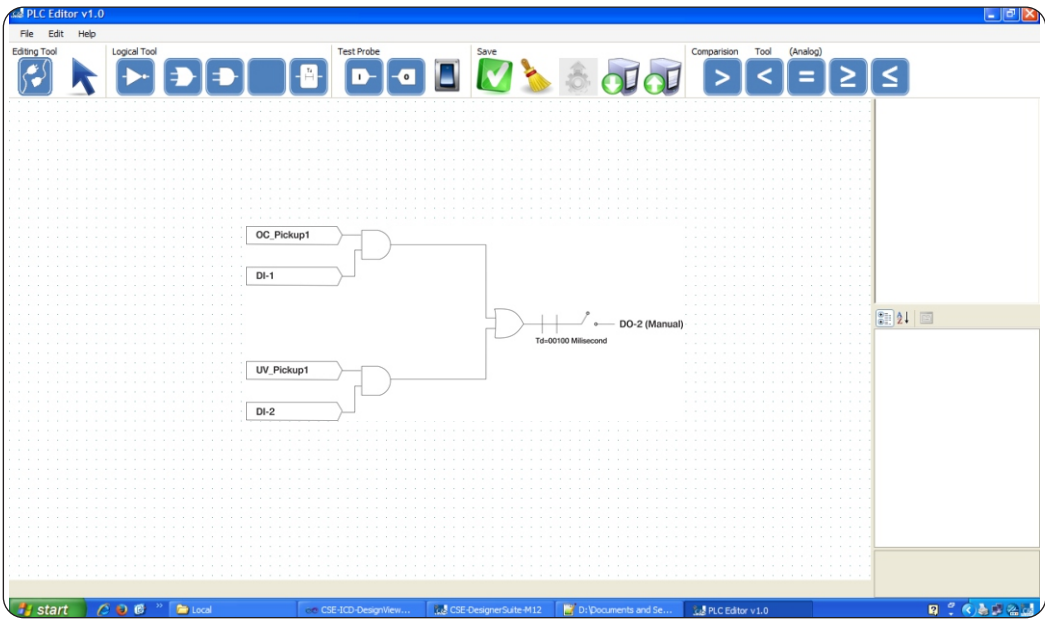 PLC Editor v1.0
File Edit Help
Editing Tool Logical Tool Test Probe Save Comparision Tool (Analog)
I O > < = ≥ ≤
OC_Pickup1
DI-1
DO-2 (Manual)
Td=00100 Milisecond
UV_Pickup1
DI-2
start Local CSE-ICD-DesignView... CSE-DesignerSuite-M12 D:\Documents and Se... PLC Editor v1.0